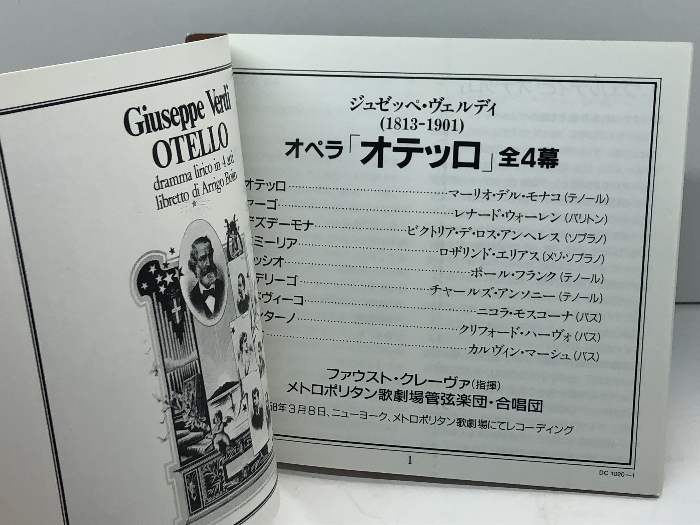 Giuseppe Verdi
OTELLO
dramma lirico in 4 atti
libretto di Arrigo Boito
ジュゼッペ・ヴェルディ
(1813-1901)
オペラ「オテッロ」全4幕
オテッロ マーリオ・デル・モナコ(テノール)
ーゴ レナード・ウォーレン(バリトン)
ズデーモナ ビクトリア・デ・ロス・アンヘレス(ソプラノ)
ミーリア ロザリンド・エリアス(メゾ・ソプラノ)
ッシオ ポール・フランク(テノール)
デリーゴ チャールズ・アンソニー(テノール)
ドヴィーコ ニコラ・モスコーナ(バス)
ンターノ クリフォード・ハーヴォ(バス)
カルヴィン・マーシュ(バス)
ファウスト・クレーヴァ(指揮)
メトロポリタン歌劇場管弦楽団・合唱団
58年3月8日、ニューヨーク、メトロポリタン歌劇場にてレコーディング
1
DC 1020~1